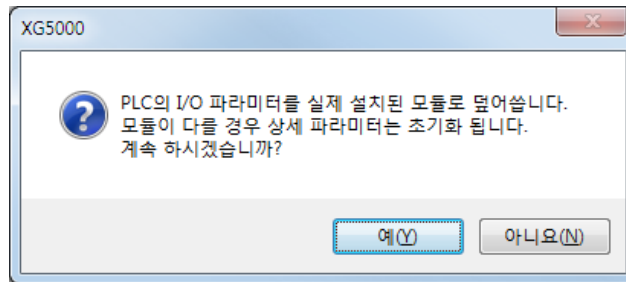 XG5000
PLC의 I/O 파라미터를 실제 설치된 모듈로 덮어씁니다.
모듈이 다를 경우 상세 파라미터는 초기화 됩니다.
계속 하시겠습니까?
예(Y)
아니요(N)